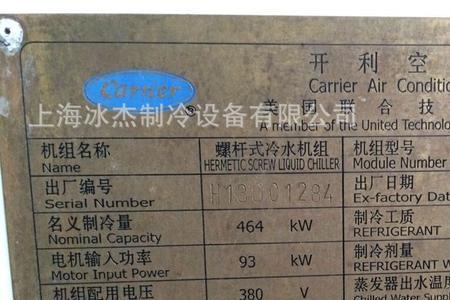 Carrier
开利空
Carrier Air Conditio
美国联合技
A member of the United Technolo
上海冰杰制冷设备有限公司
机组名称 螺杆式冷水机组 机组型号
Name HERMETIC SCREW LIQUID CHILLER Module Number
出厂编号 H13001284 出厂日期
Serial Number Ex-factory Dat
名义制冷量 464 kW 制冷工质
Nominal Capacity REFRIGERANT
电机输入功率 93 kW 制冷剂量
Motor Input Power REFRIGERANT W
机组配用电压 380 V 蒸发器出水温度
Chilled Water Supp